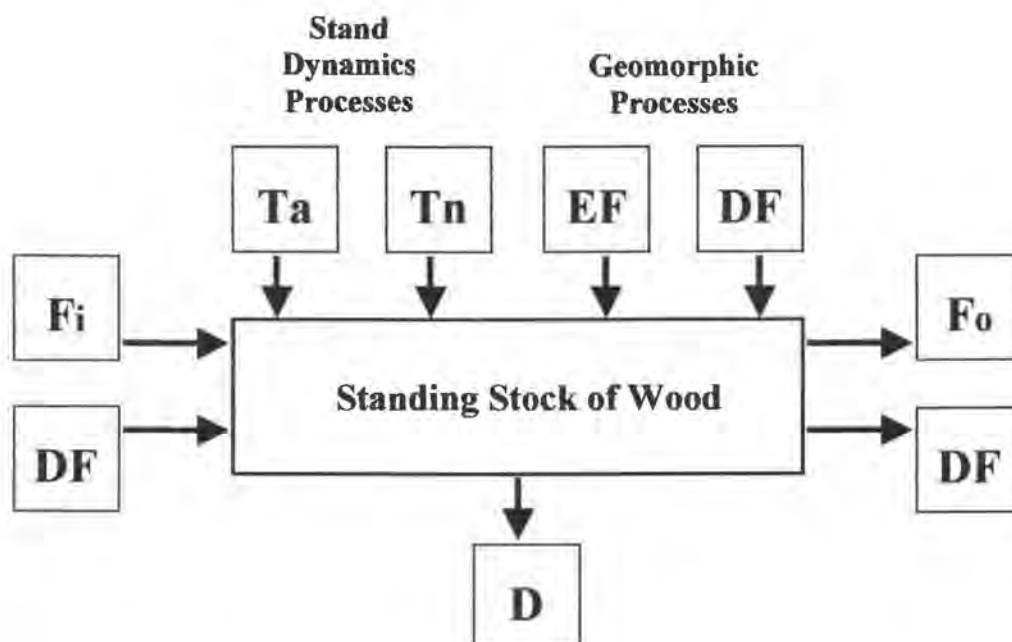 Stand
Dynamics
Processes
Geomorphic
Processes
Ta
Tn
EF
DF
Fi
Fo
Standing Stock of Wood
DF
DF
D